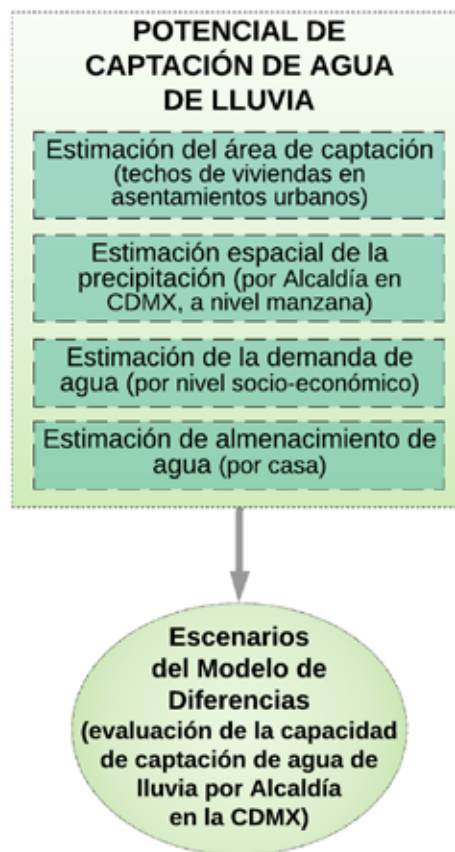 POTENCIAL DE
CAPTACIÓN DE AGUA
DE LLUVIA
Estimación del área de captación
(techos de viviendas en
asentamientos urbanos)
Estimación espacial de la
precipitación (por Alcaldía en
CDMX, a nivel manzana)
Estimación de la demanda de
agua (por nivel socio-económico)
Estimación de almenacimiento de
agua (por casa)
Escenarios
del Modelo de
Diferencias
(evaluación de la capacidad
de captación de agua de
lluvia por Alcaldía
en la CDMX)